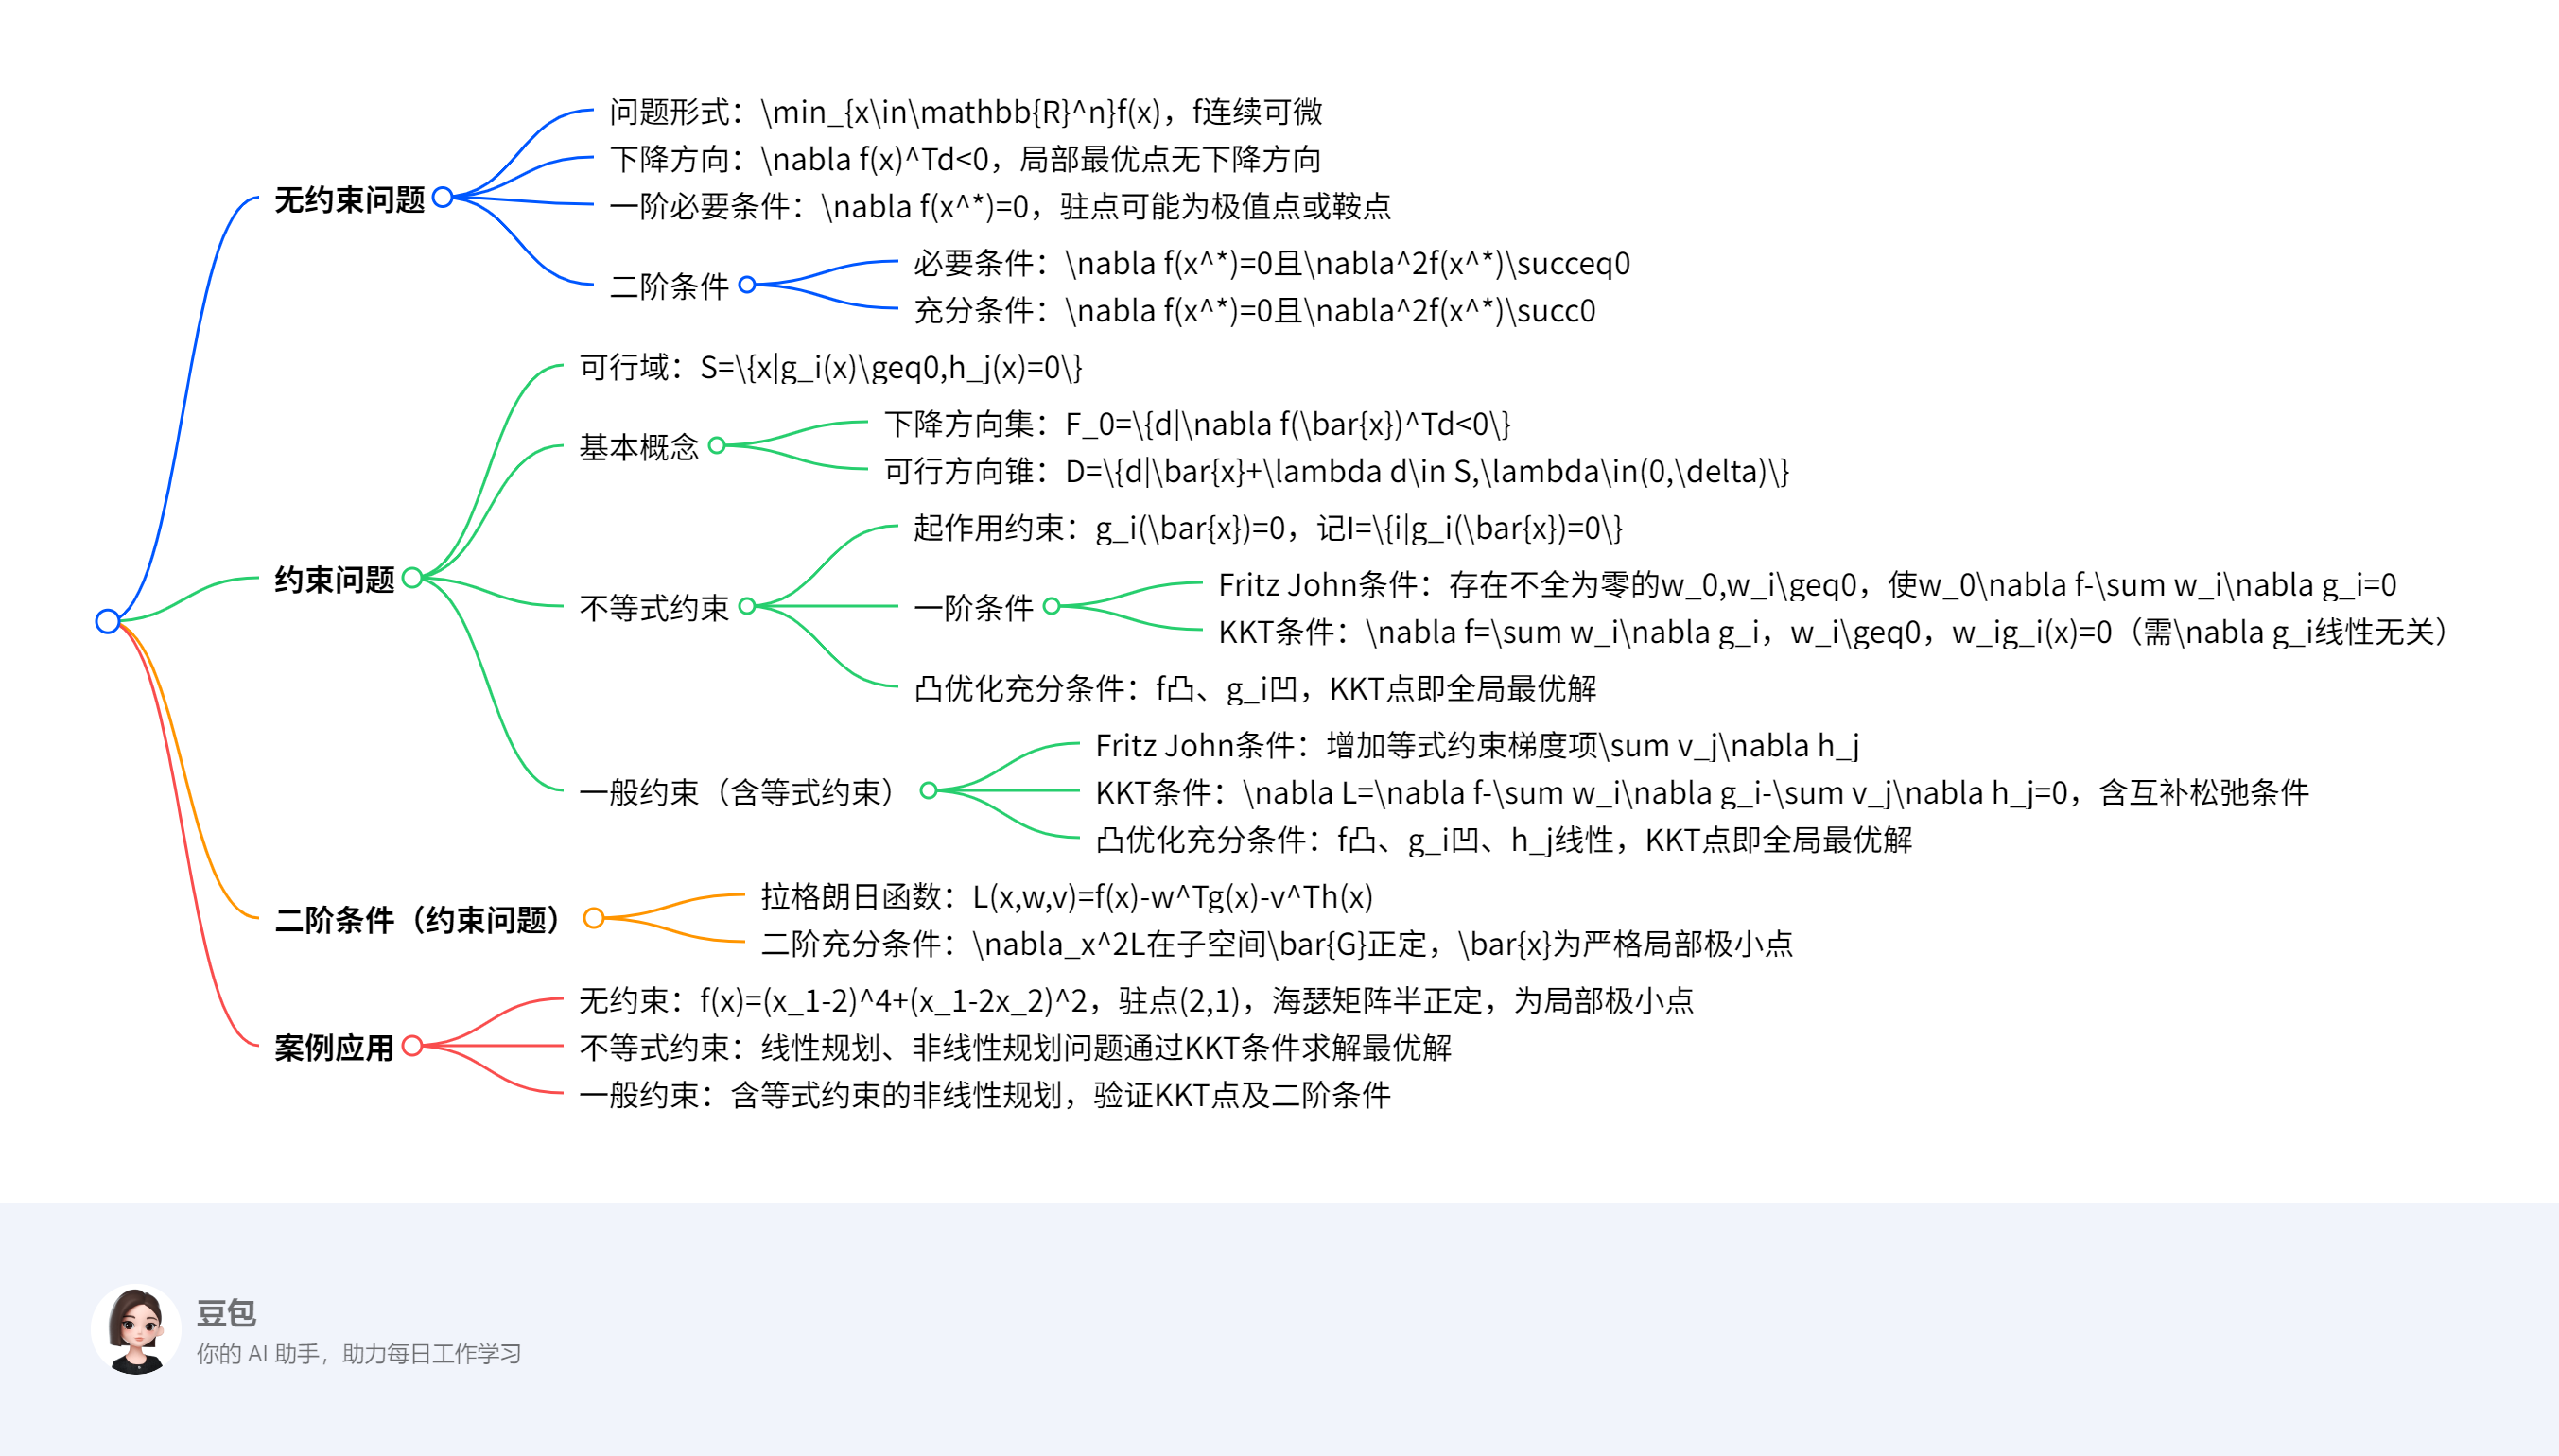 无约束问题
问题形式：\min_{x\in\mathbb{R}^n}f(x)，f连续可微
下降方向：\nabla f(x)^Td<0，局部最优点无下降方向
一阶必要条件：\nabla f(x^*)=0，驻点可能为极值点或鞍点
二阶条件
必要条件：\nabla f(x^*)=0且\nabla^2f(x^*)\succeq0
充分条件：\nabla f(x^*)=0且\nabla^2f(x^*)\succ0
约束问题
可行域：S=\{x|g_i(x)\geq0,h_j(x)=0\}
基本概念
下降方向集：F_0=\{d|\nabla f(\bar{x})^Td<0\}
可行方向锥：D=\{d|\bar{x}+\lambda d\in S,\lambda\in(0,\delta)\}
不等式约束
起作用约束：g_i(\bar{x})=0，记I=\{i|g_i(\bar{x})=0\}
一阶条件
Fritz John条件：存在不全为零的w_0,w_i\geq0，使w_0\nabla f-\sum w_i\nabla g_i=0
KKT条件：\nabla f=\sum w_i\nabla g_i，w_i\geq0，w_ig_i(x)=0（需\nabla g_i线性无关）
凸优化充分条件：f凸、g_i凹，KKT点即全局最优解
一般约束（含等式约束）
Fritz John条件：增加等式约束梯度项\sum v_j\nabla h_j
KKT条件：\nabla L=\nabla f-\sum w_i\nabla g_i-\sum v_j\nabla h_j=0，含互补松弛条件
凸优化充分条件：f凸、g_i凹、h_j线性，KKT点即全局最优解
二阶条件（约束问题）
拉格朗日函数：L(x,w,v)=f(x)-w^Tg(x)-v^Th(x)
二阶充分条件：\nabla_x^2L在子空间\bar{G}正定，\bar{x}为严格局部极小点
案例应用
无约束：f(x)=(x_1-2)^4+(x_1-2x_2)^2，驻点(2,1)，海瑟矩阵半正定，为局部极小点
不等式约束：线性规划、非线性规划问题通过KKT条件求解最优解
一般约束：含等式约束的非线性规划，验证KKT点及二阶条件
豆包
你的 AI 助手，助力每日工作学习